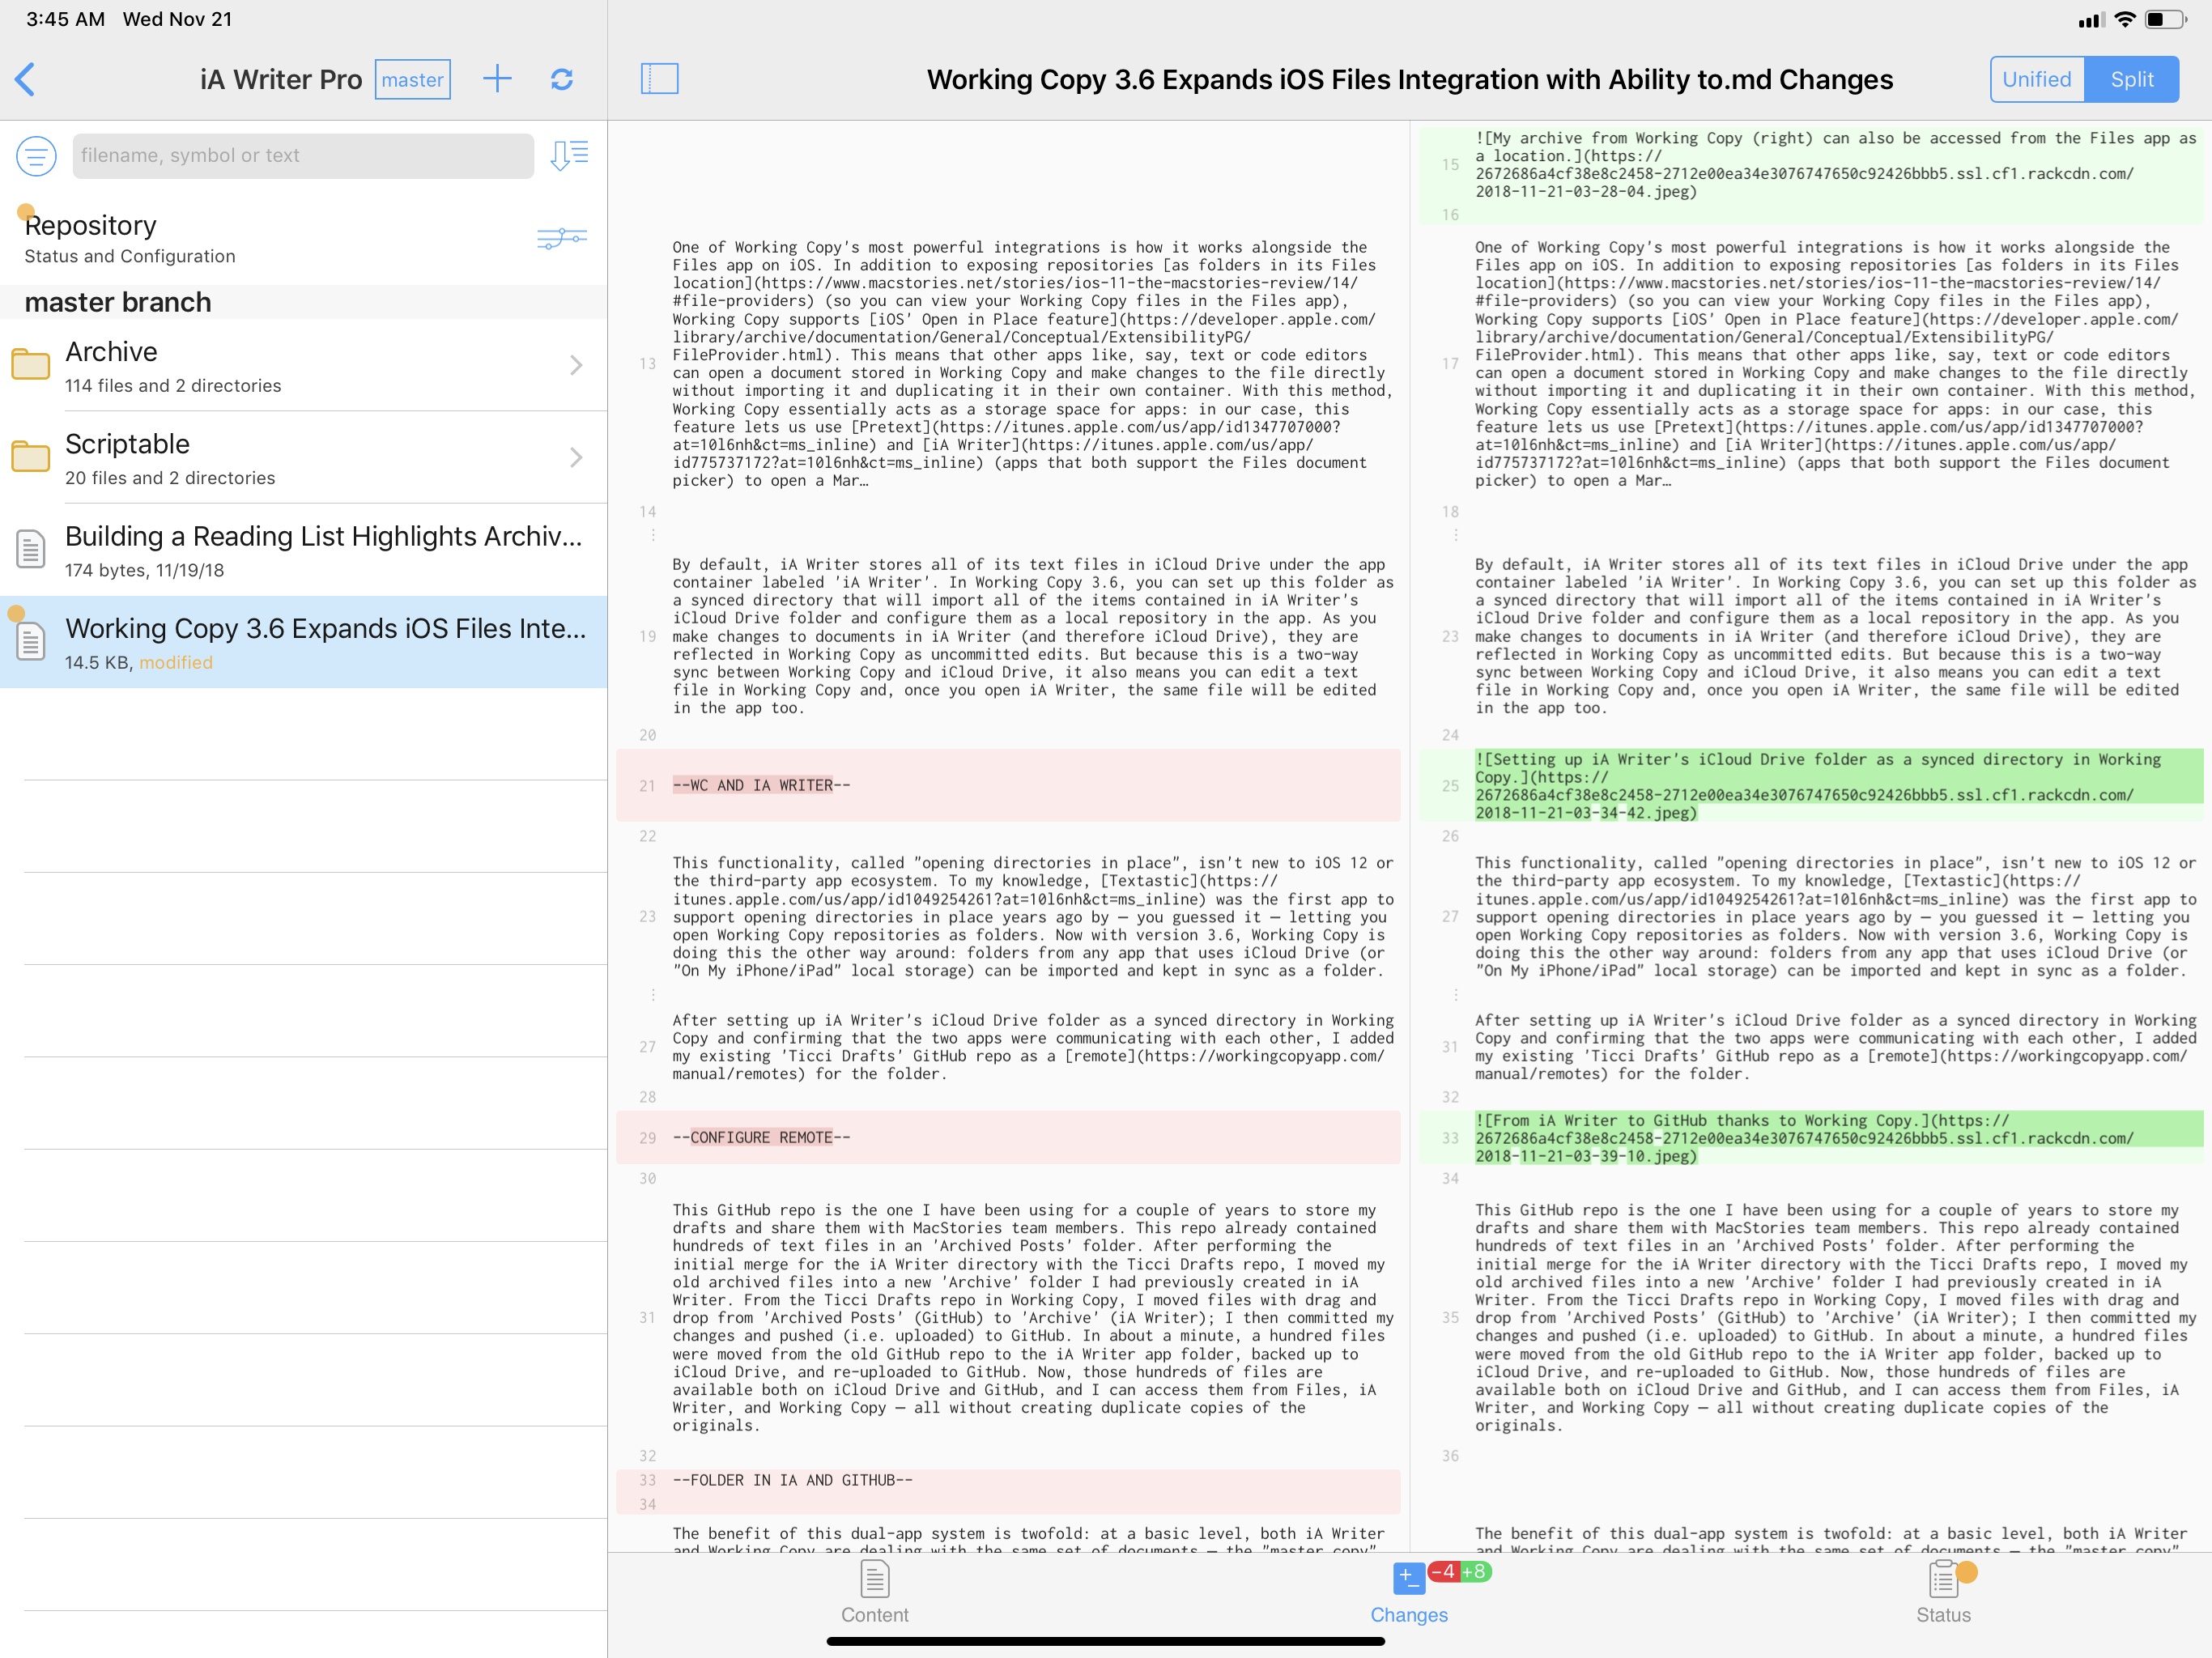 3:45 AM Wed Nov 21
iA Writer Pro master
filename, symbol or text
Repository
Status and Configuration
master branch
Archive
114 files and 2 directories
Scriptable
20 files and 2 directories
Building a Reading List Highlights Archiv...
174 bytes, 11/19/18
Working Copy 3.6 Expands iOS Files Inte...
14.5 KB, modified
Working Copy 3.6 Expands iOS Files Integration with Ability to.md Changes
Unified Split
One of Working Copy's most powerful integrations is how it works alongside the
Files app on iOS. In addition to exposing repositories [as folders in its Files
location](https://www.macstories.net/stories/ios-11-the-macstories-review/14/
#file-providers) (so you can view your Working Copy files in the Files app),
Working Copy supports [iOS' Open in Place feature](https://developer.apple.com/
library/archive/documentation/General/Conceptual/ExtensibilityPG/
13 FileProvider.html). This means that other apps like, say, text or code editors
can open a document stored in Working Copy and make changes to the file directly
without importing it and duplicating it in their own container. With this method,
Working Copy essentially acts as a storage space for apps: in our case, this
feature lets us use [Pretext](https://itunes.apple.com/us/app/id1347707000?
at=10l6nh&ct=ms_inline) and [iA Writer](https://itunes.apple.com/us/app/
id775737172?at=10l6nh&ct=ms_inline) (apps that both support the Files document
picker) to open a Mar…
14
By default, iA Writer stores all of its text files in iCloud Drive under the app
container labeled 'iA Writer'. In Working Copy 3.6, you can set up this folder as
a synced directory that will import all of the items contained in iA Writer's
iCloud Drive folder and configure them as a local repository in the app. As you
19 make changes to documents in iA Writer (and therefore iCloud Drive), they are
reflected in Working Copy as uncommitted edits. But because this is a two-way
sync between Working Copy and iCloud Drive, it also means you can edit a text
file in Working Copy and, once you open iA Writer, the same file will be edited
in the app too.
20
21 --WC AND IA WRITER--
22
This functionality, called "opening directories in place", isn't new to iOS 12 or
the third-party app ecosystem. To my knowledge, [Textastic](https://
itunes.apple.com/us/app/id1049254261?at=10l6nh&ct=ms_inline) was the first app to
23 support opening directories in place years ago by – you guessed it – letting you
open Working Copy repositories as folders. Now with version 3.6, Working Copy is
doing this the other way around: folders from any app that uses iCloud Drive (or
"On My iPhone/iPad" local storage) can be imported and kept in sync as a folder.
After setting up iA Writer's iCloud Drive folder as a synced directory in Working
Copy and confirming that the two apps were communicating with each other, I added
27 my existing 'Ticci Drafts' GitHub repo as a [remote](https://workingcopyapp.com/
manual/remotes) for the folder.
28
29 --CONFIGURE REMOTE--
30
This GitHub repo is the one I have been using for a couple of years to store my
drafts and share them with MacStories team members. This repo already contained
hundreds of text files in an 'Archived Posts' folder. After performing the
initial merge for the iA Writer directory with the Ticci Drafts repo, I moved my
old archived files into a new 'Archive' folder I had previously created in iA
Writer. From the Ticci Drafts repo in Working Copy, I moved files with drag and
31 drop from 'Archived Posts' (GitHub) to 'Archive' (iA Writer); I then committed my
changes and pushed (i.e. uploaded) to GitHub. In about a minute, a hundred files
were moved from the old GitHub repo to the iA Writer app folder, backed up to
iCloud Drive, and re-uploaded to GitHub. Now, those hundreds of files are
available both on iCloud Drive and GitHub, and I can access them from Files, iA
Writer, and Working Copy – all without creating duplicate copies of the
originals.
32
33 --FOLDER IN IA AND GITHUB--
34
The benefit of this dual-app system is twofold: at a basic level, both iA Writer
and Working Copy are dealing with the same set of documents – the "master copy"
![My archive from Working Copy (right) can also be accessed from the Files app as
a location.](https://
15 2672686a4cf38e8c2458-2712e00ea34e3076747650c92426bbb5.ssl.cf1.rackcdn.com/
2018-11-21-03-28-04.jpeg)
16
One of Working Copy's most powerful integrations is how it works alongside the
Files app on iOS. In addition to exposing repositories [as folders in its Files
location](https://www.macstories.net/stories/ios-11-the-macstories-review/14/
#file-providers) (so you can view your Working Copy files in the Files app),
Working Copy supports [iOS' Open in Place feature](https://developer.apple.com/
library/archive/documentation/General/Conceptual/ExtensibilityPG/
17 FileProvider.html). This means that other apps like, say, text or code editors
can open a document stored in Working Copy and make changes to the file directly
without importing it and duplicating it in their own container. With this method,
Working Copy essentially acts as a storage space for apps: in our case, this
feature lets us use [Pretext](https://itunes.apple.com/us/app/id1347707000?
at=10l6nh&ct=ms_inline) and [iA Writer](https://itunes.apple.com/us/app/
id775737172?at=10l6nh&ct=ms_inline) (apps that both support the Files document
picker) to open a Mar…
18
By default, iA Writer stores all of its text files in iCloud Drive under the app
container labeled 'iA Writer'. In Working Copy 3.6, you can set up this folder as
a synced directory that will import all of the items contained in iA Writer's
iCloud Drive folder and configure them as a local repository in the app. As you
23 make changes to documents in iA Writer (and therefore iCloud Drive), they are
reflected in Working Copy as uncommitted edits. But because this is a two-way
sync between Working Copy and iCloud Drive, it also means you can edit a text
file in Working Copy and, once you open iA Writer, the same file will be edited
in the app too.
24
![Setting up iA Writer's iCloud Drive folder as a synced directory in Working
Copy.](https://
25 2672686a4cf38e8c2458-2712e00ea34e3076747650c92426bbb5.ssl.cf1.rackcdn.com/
2018-11-21-03-34-42.jpeg)
26
This functionality, called "opening directories in place", isn't new to iOS 12 or
the third-party app ecosystem. To my knowledge, [Textastic](https://
itunes.apple.com/us/app/id1049254261?at=10l6nh&ct=ms_inline) was the first app to
27 support opening directories in place years ago by – you guessed it – letting you
open Working Copy repositories as folders. Now with version 3.6, Working Copy is
doing this the other way around: folders from any app that uses iCloud Drive (or
"On My iPhone/iPad" local storage) can be imported and kept in sync as a folder.
After setting up iA Writer's iCloud Drive folder as a synced directory in Working
Copy and confirming that the two apps were communicating with each other, I added
31 my existing 'Ticci Drafts' GitHub repo as a [remote](https://workingcopyapp.com/
manual/remotes) for the folder.
32
![From iA Writer to GitHub thanks to Working Copy.](https://
33 2672686a4cf38e8c2458-2712e00ea34e3076747650c92426bbb5.ssl.cf1.rackcdn.com/
2018-11-21-03-39-10.jpeg)
34
This GitHub repo is the one I have been using for a couple of years to store my
drafts and share them with MacStories team members. This repo already contained
hundreds of text files in an 'Archived Posts' folder. After performing the
initial merge for the iA Writer directory with the Ticci Drafts repo, I moved my
old archived files into a new 'Archive' folder I had previously created in iA
Writer. From the Ticci Drafts repo in Working Copy, I moved files with drag and
35 drop from 'Archived Posts' (GitHub) to 'Archive' (iA Writer); I then committed my
changes and pushed (i.e. uploaded) to GitHub. In about a minute, a hundred files
were moved from the old GitHub repo to the iA Writer app folder, backed up to
iCloud Drive, and re-uploaded to GitHub. Now, those hundreds of files are
available both on iCloud Drive and GitHub, and I can access them from Files, iA
Writer, and Working Copy – all without creating duplicate copies of the
originals.
36
The benefit of this dual-app system is twofold: at a basic level, both iA Writer
and Working Copy are dealing with the same set of documents – the "master copy"
Content
-4 +8
Changes
Status